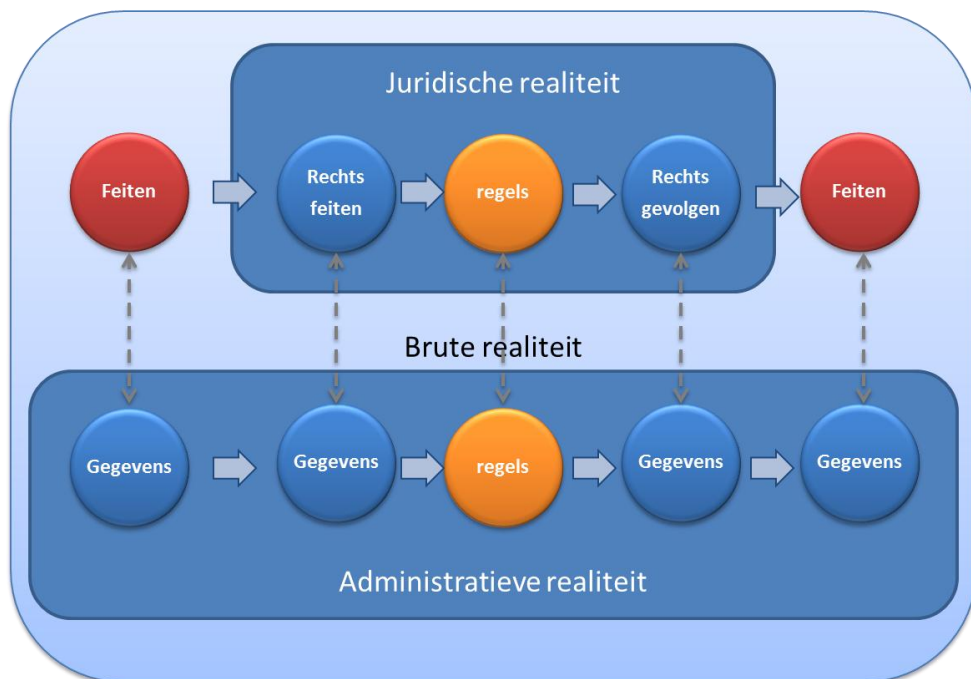 Juridische realiteit
Feiten
Rechts
feiten
regels
Rechts
gevolgen
Feiten
Brute realiteit
Gegevens
Gegevens
regels
Gegevens
Gegevens
Administratieve realiteit